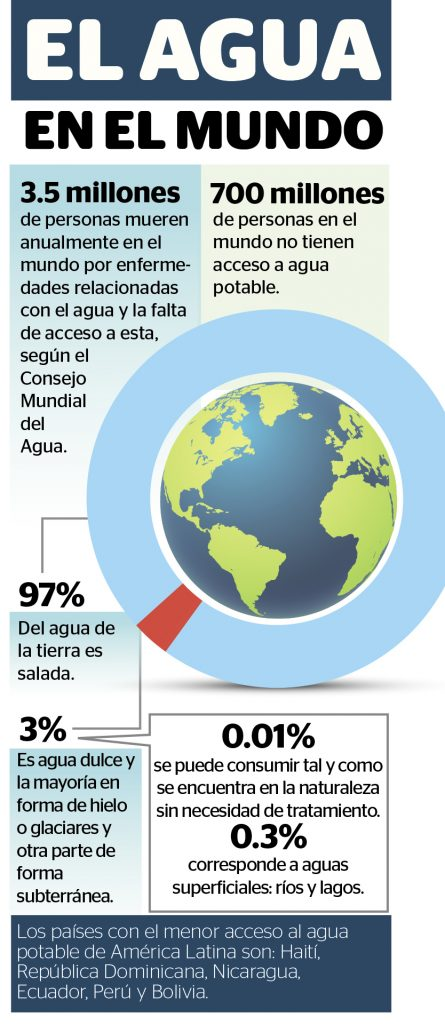 EL AGUA
EN EL MUNDO
3.5 millones
de personas mueren
anualmente en el
mundo por enferme-
dades relacionadas
con el agua y la falta
de acceso a esta,
según el
Consejo
Mundial
del
Agua.
700 millones
de personas en el
mundo no tienen
acceso a agua
potable.
97%
Del agua de
la tierra es
salada.
3%
Es agua dulce y
la mayoría en
forma de hielo
o glaciares y
otra parte de
forma
subterránea.
0.01%
se puede consumir tal y como
se encuentra en la naturaleza
sin necesidad de tratamiento.
0.3%
corresponde a aguas
superficiales: ríos y lagos.
Los países con el menor acceso al agua
potable de América Latina son: Haití,
República Dominicana, Nicaragua,
Ecuador, Perú y Bolivia.